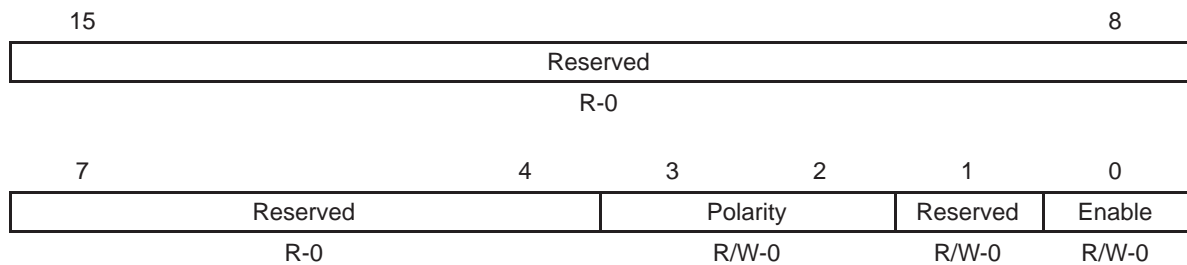 15 8
Reserved
R-0
7 4 3 2 1 0
Reserved Polarity Reserved Enable
R-0 R/W-0 R/W-0 R/W-0